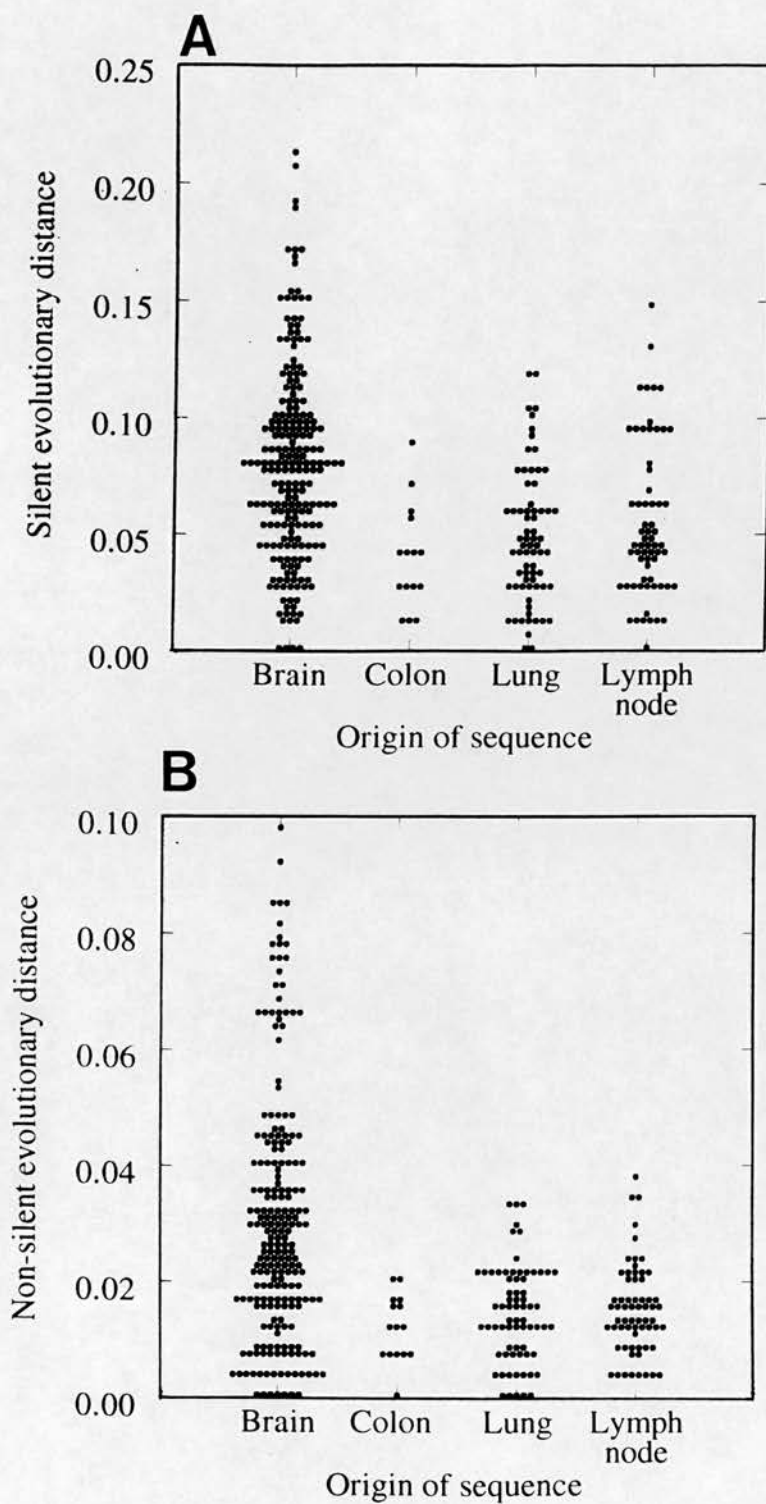 A
0.25
0.20
0.15
0.10
0.05
0.00
Silent evolutionary distance
Brain Colon Lung Lymph
node
Origin of sequence
B
0.10
0.08
0.06
0.04
0.02
0.00
Non-silent evolutionary distance
Brain Colon Lung Lymph
node
Origin of sequence